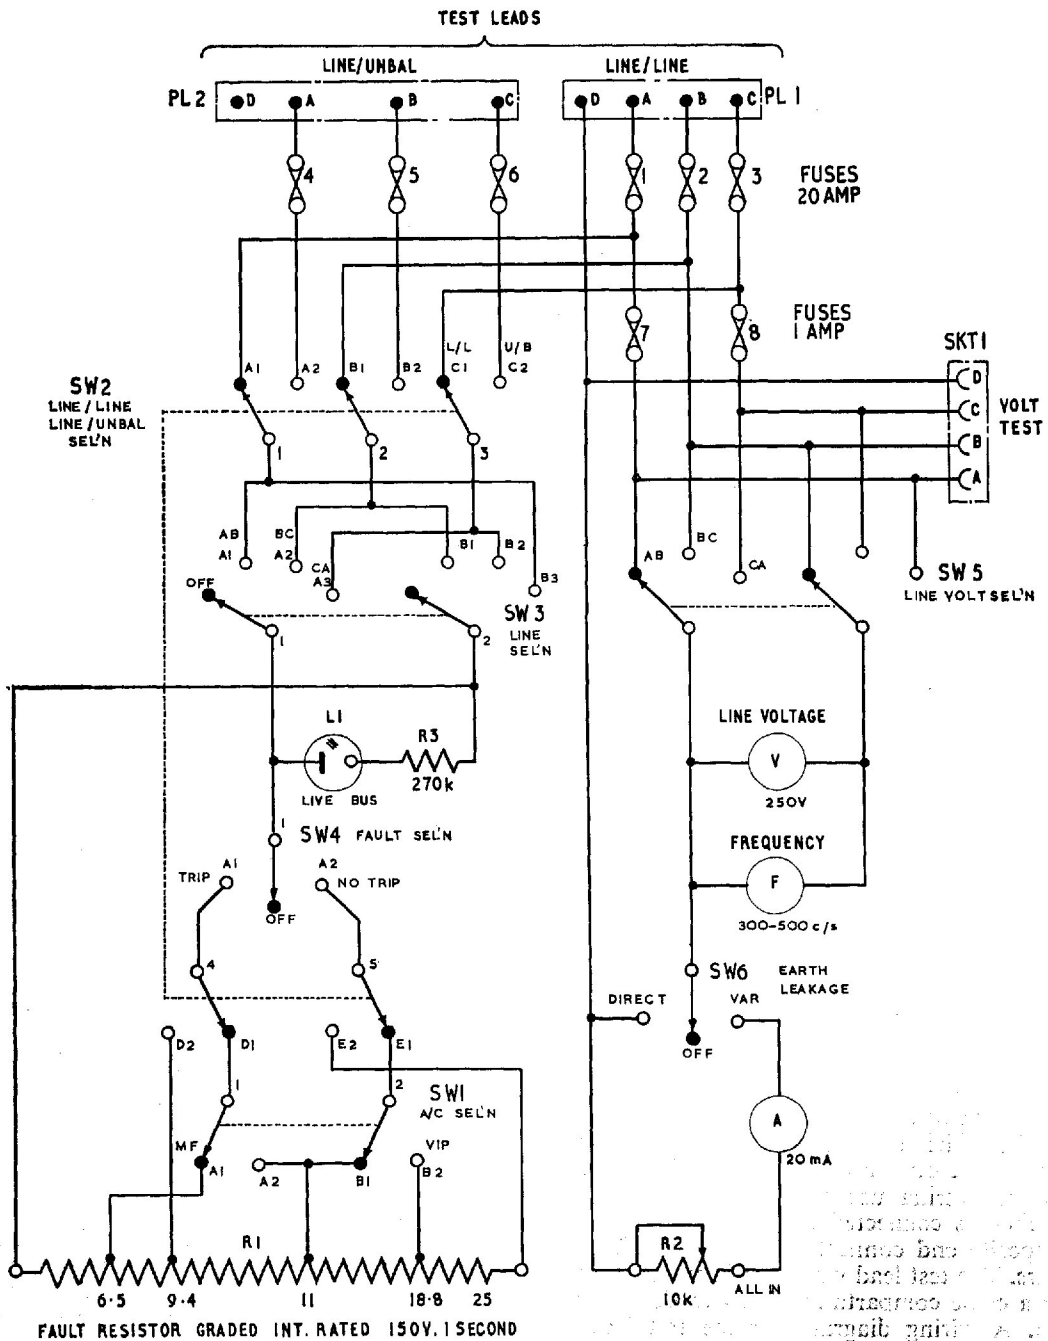 TEST LEADS
LINE/UNBAL
LINE/LINE
PL2
D A B C
D A B C
PL1
4 5 6
1 2 3
FUSES
20 AMP
7 8
FUSES
1 AMP
SKT1
D
C
B
A
VOLT
TEST
L/L U/B
A1 A2 B1 B2 C1 C2
SW2
LINE/LINE
LINE/UNBAL
SEL'N
1 2 3
AB
A1
BC
A2
CA
A3
B1
B2
B3
OFF
1
2
SW3
LINE
SEL'N
AB
BC
CA
SW5
LINE VOLT SEL'N
L1
LIVE BUS
R3
270k
LINE VOLTAGE
V
250V
FREQUENCY
F
300-500 c/s
1
SW4 FAULT SEL'N
A1
TRIP
A2
NO TRIP
OFF
4
5
SW6 EARTH
LEAKAGE
DIRECT
VAR
OFF
D2
D1
E2
E1
1
2
SW1
A/C SEL'N
MF
A1
A2
B1
VIP
B2
A
20mA
R1
R2
ALL IN
6·5 9·4 11 18·8 25
10k
FAULT RESISTOR GRADED INT. RATED 150V. 1 SECOND